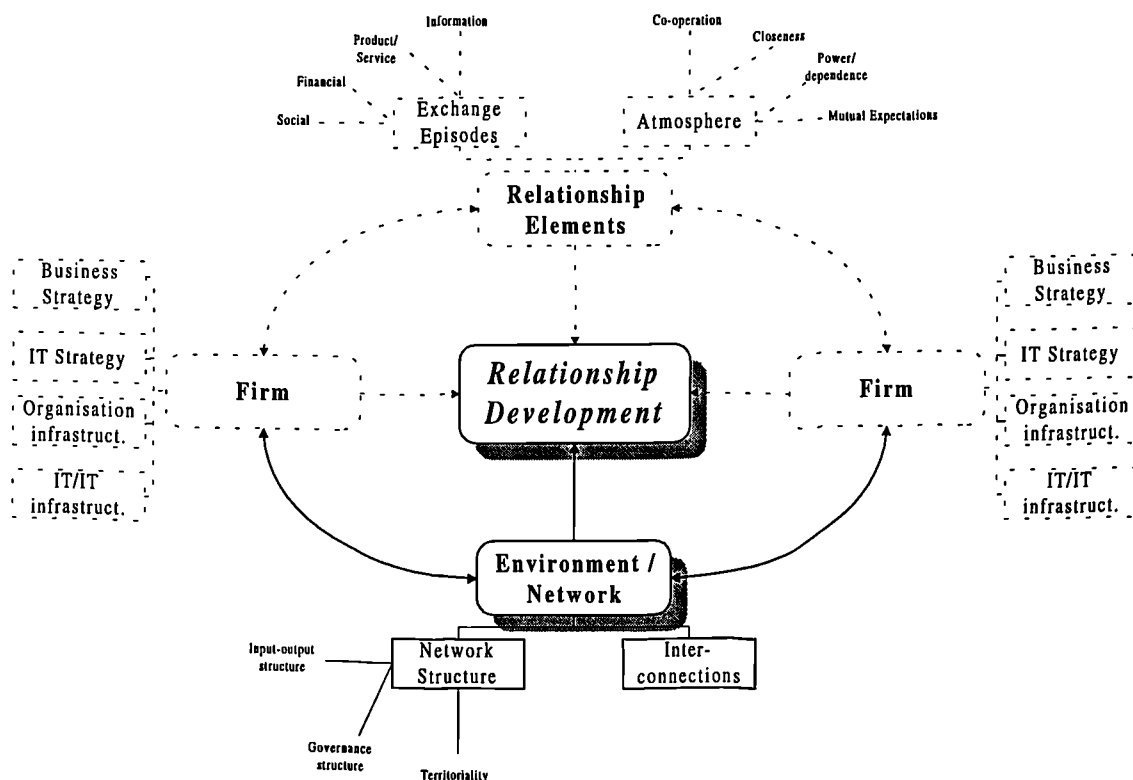 Information
Product/
Service
Financial
Social
Exchange
Episodes
Co-operation
Closeness
Power/
dependence
Mutual Expectations
Atmosphere
Relationship
Elements
Business
Strategy
IT Strategy
Organisation
infrastruct.
IT/IT
infrastruct.
Firm
Relationship
Development
Firm
Business
Strategy
IT Strategy
Organisation
infrastruct.
IT/IT
infrastruct.
Environment /
Network
Network
Structure
Inter-
connections
Input-output
structure
Governance
structure
Territoriality